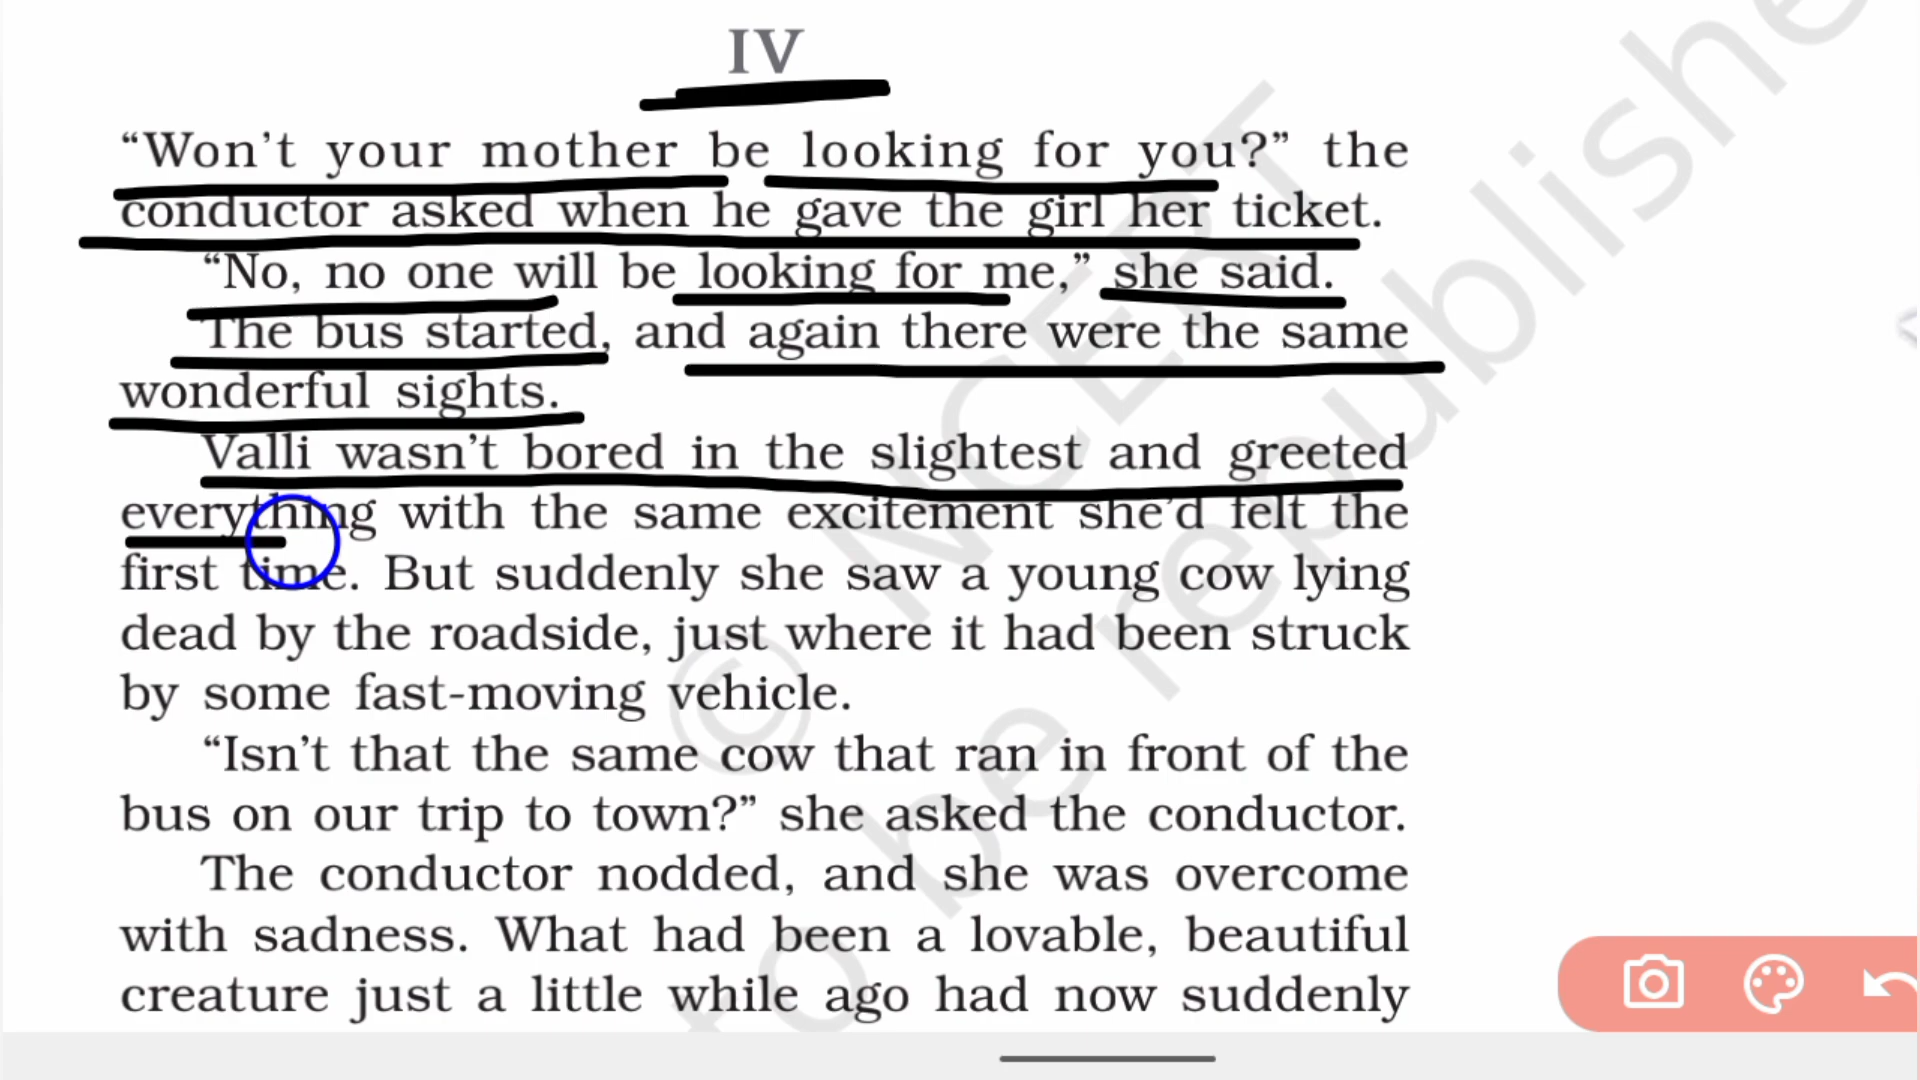 IV
“Won’t your mother be looking for you?” the
conductor asked when he gave the girl her ticket.
“No, no one will be looking for me,” she said.
The bus started, and again there were the same
wonderful sights.
Valli wasn’t bored in the slightest and greeted
everything with the same excitement she’d felt the
first time. But suddenly she saw a young cow lying
dead by the roadside, just where it had been struck
by some fast-moving vehicle.
“Isn’t that the same cow that ran in front of the
bus on our trip to town?” she asked the conductor.
The conductor nodded, and she was overcome
with sadness. What had been a lovable, beautiful
creature just a little while ago had now suddenly
© NCERT
to be republishe